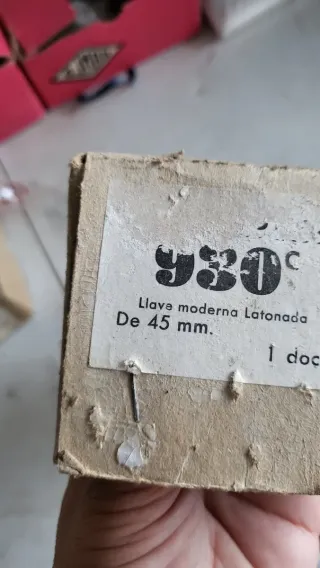 930c
Llave moderna Latonada
De 45 mm.
1 doc